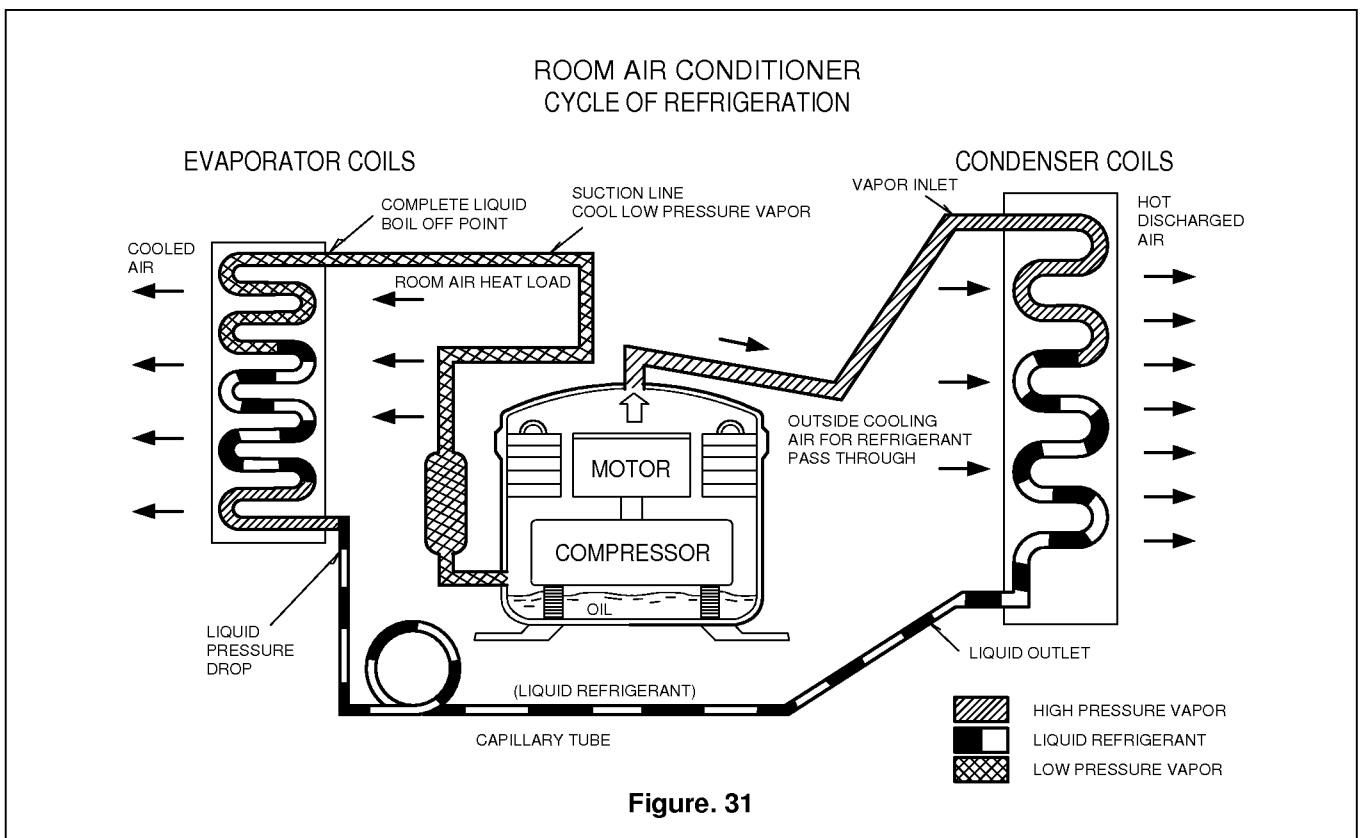 ROOM AIR CONDITIONER
CYCLE OF REFRIGERATION
EVAPORATOR COILS
CONDENSER COILS
VAPOR INLET
SUCTION LINE
COOL LOW PRESSURE VAPOR
COMPLETE LIQUID
BOIL OFF POINT
HOT
DISCHARGED
AIR
COOLED
AIR
ROOM AIR HEAT LOAD
OUTSIDE COOLING
AIR FOR REFRIGERANT
PASS THROUGH
MOTOR
COMPRESSOR
OIL
LIQUID
PRESSURE
DROP
LIQUID OUTLET
(LIQUID REFRIGERANT)
CAPILLARY TUBE
HIGH PRESSURE VAPOR
LIQUID REFRIGERANT
LOW PRESSURE VAPOR
Figure. 31